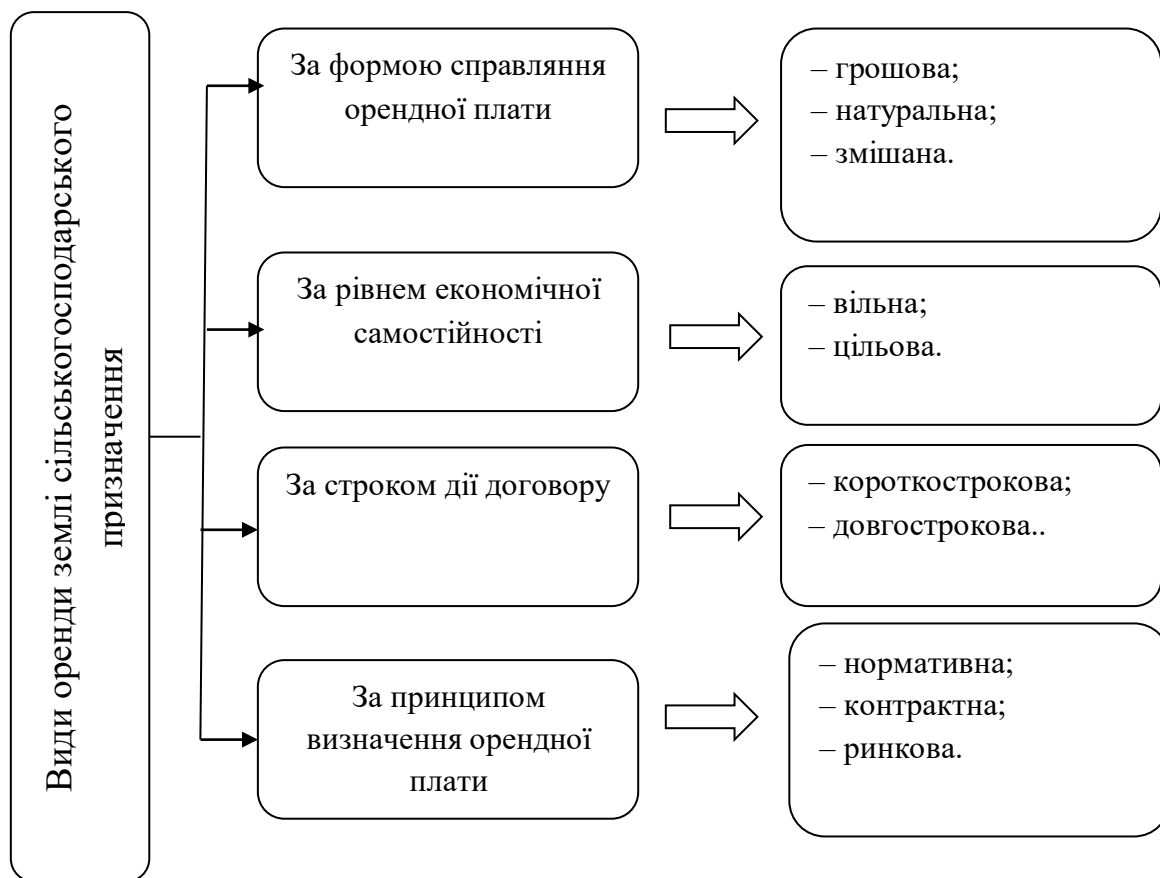 Види оренди землі сільськогосподарського
призначення
За формою справляння
орендної плати
– грошова;
– натуральна;
– змішана.
За рівнем економічної
самостійності
– вільна;
– цільова.
За строком дії договору
– короткострокова;
– довгострокова..
За принципом
визначення орендної
плати
– нормативна;
– контрактна;
– ринкова.